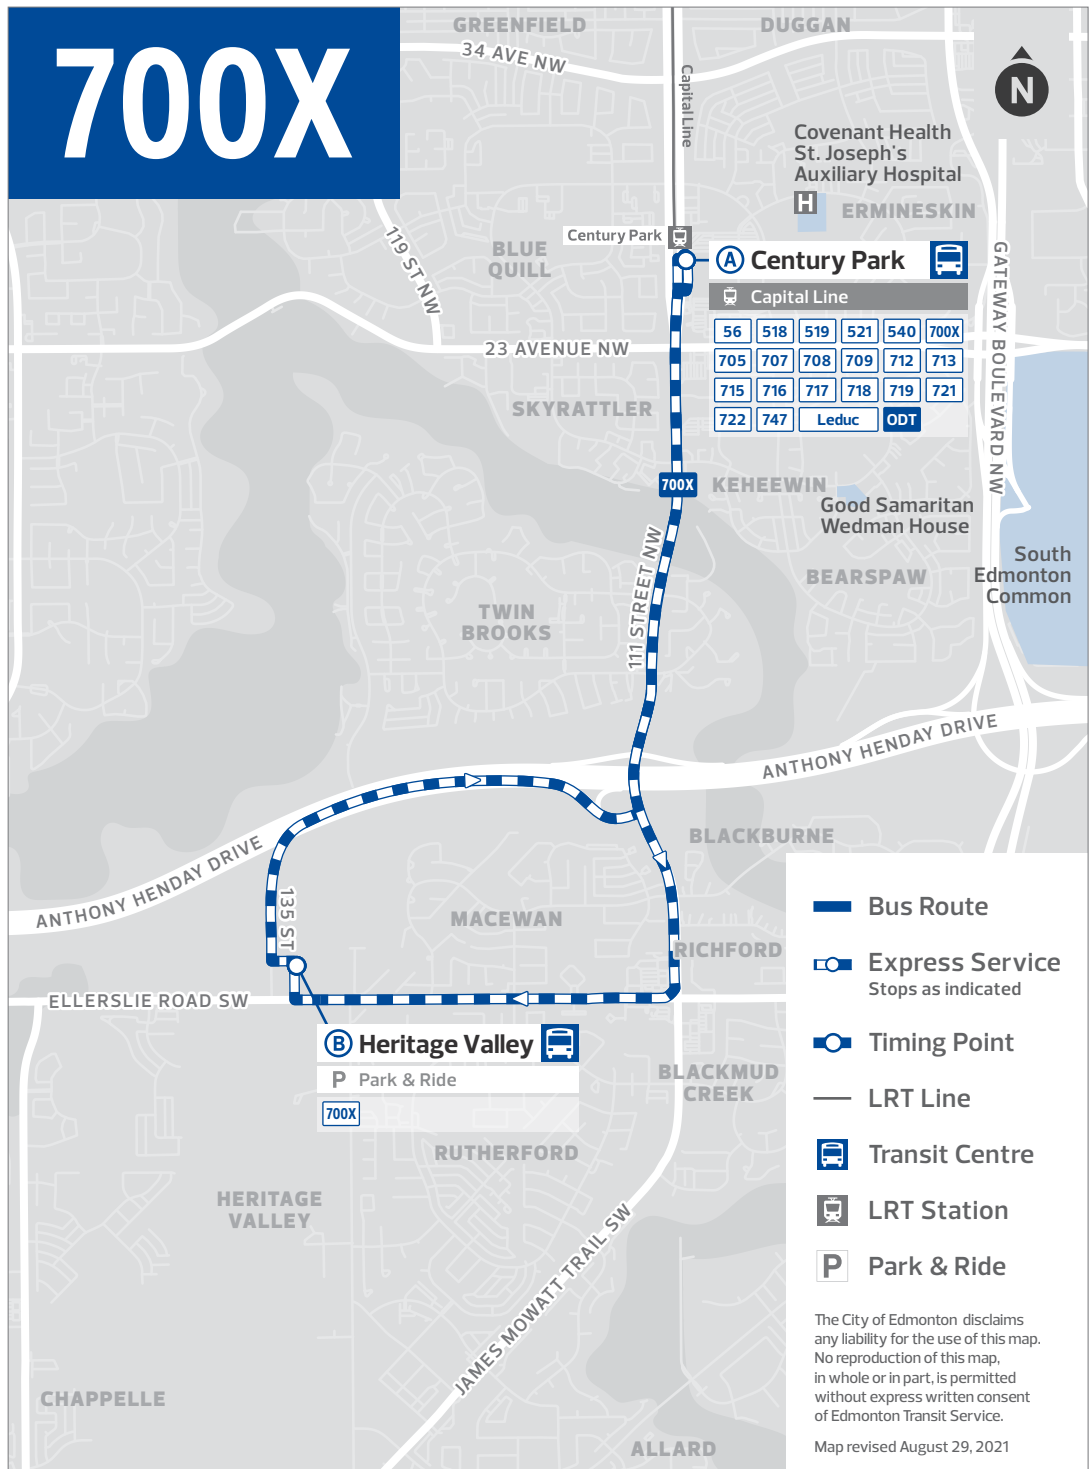 700X
GREENFIELD
DUGGAN
34 AVE NW
Capital Line
N
Covenant Health
St. Joseph's
Auxiliary Hospital
H
ERMINESKIN
119 ST NW
BLUE
QUILL
Century Park
A Century Park
Capital Line
56 518 519 521 540 700X
705 707 708 709 712 713
715 716 717 718 719 721
722 747 Leduc ODT
GATEWAY BOULEVARD NW
23 AVENUE NW
SKYRATTLER
700X
KEHEEWIN
Good Samaritan
Wedman House
111 STREET NW
South
Edmonton
Common
BEARSPAW
TWIN
BROOKS
ANTHONY HENDAY DRIVE
BLACKBURNE
ANTHONY HENDAY DRIVE
135 ST
MACEWAN
RICHFORD
ELLERSLIE ROAD SW
B Heritage Valley
P Park & Ride
700X
BLACKMUD
CREEK
RUTHERFORD
HERITAGE
VALLEY
JAMES MOWATT TRAIL SW
CHAPPELLE
ALLARD
Bus Route
Express Service
Stops as indicated
Timing Point
LRT Line
Transit Centre
LRT Station
P Park & Ride
The City of Edmonton disclaims
any liability for the use of this map.
No reproduction of this map,
in whole or in part, is permitted
without express written consent
of Edmonton Transit Service.
Map revised August 29, 2021